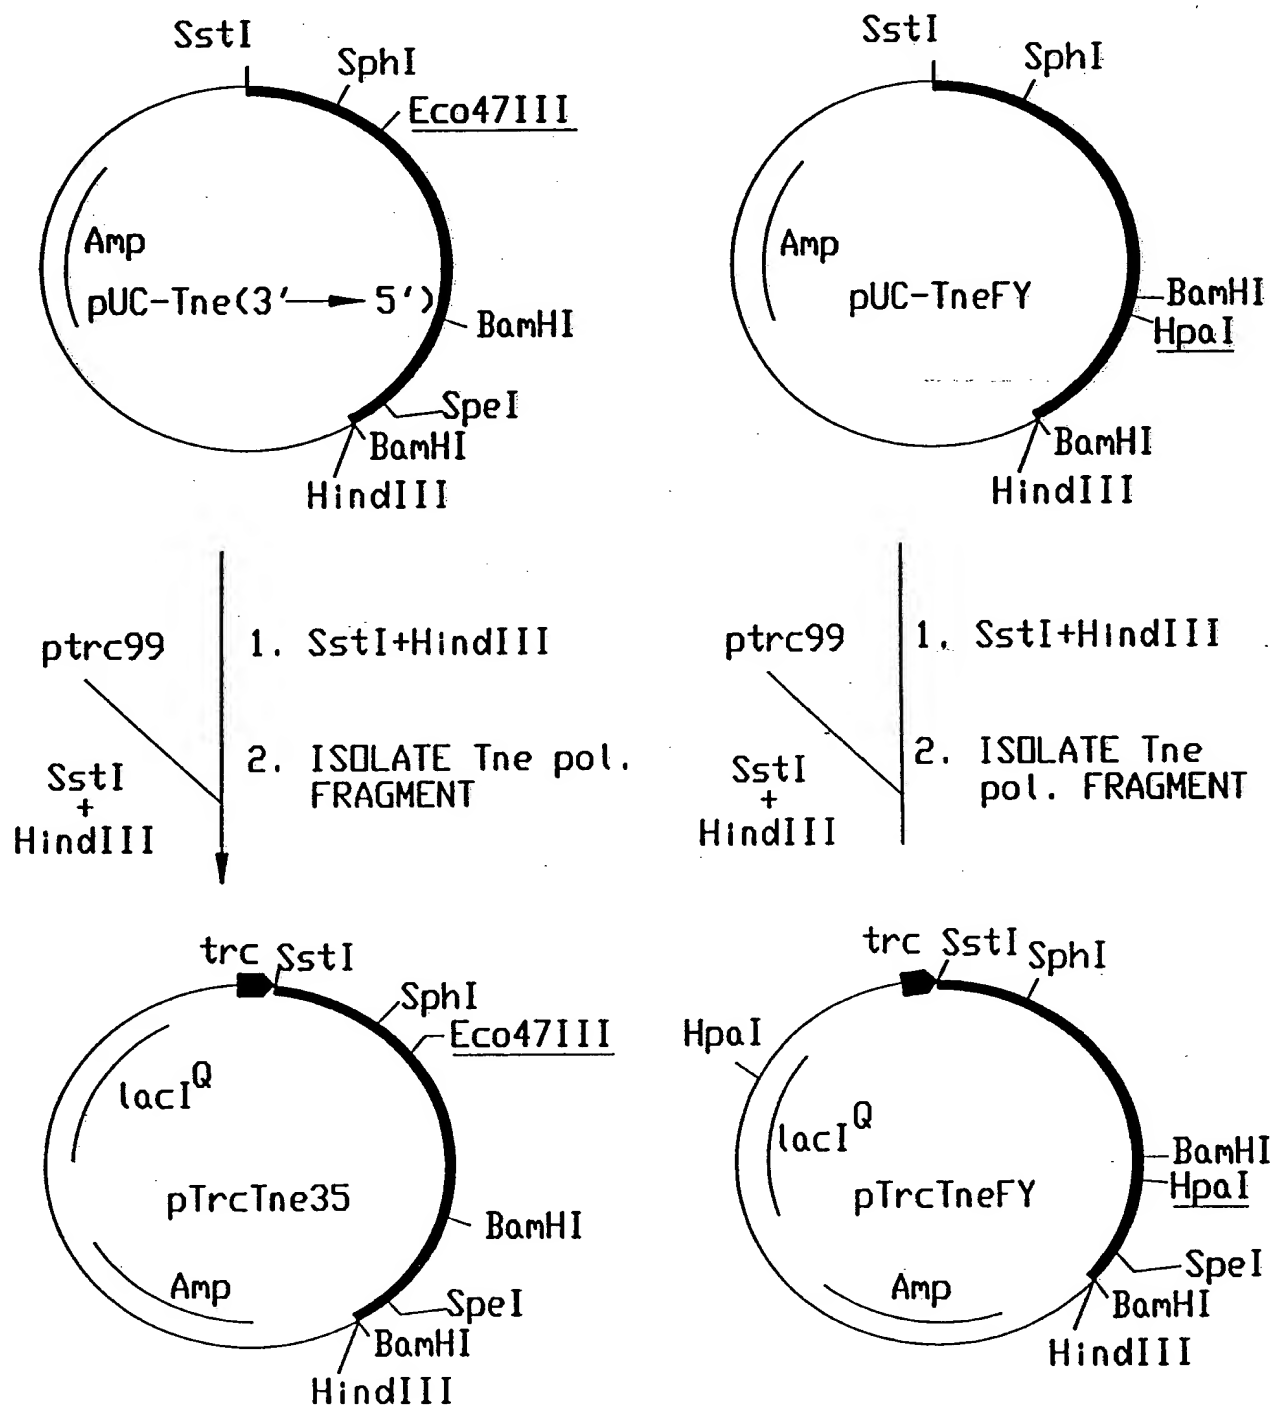 SstI
SphI
Eco47III
Amp
pUC-Tne(3' 5')
BamHI
SpeI
BamHI
HindIII
SstI
SphI
Amp
pUC-TneFY
BamHI
HpaI
BamHI
HindIII
ptrc99
1. SstI+HindIII
SstI
+
HindIII
2. ISOLATE Tne pol.
FRAGMENT
ptrc99
1. SstI+HindIII
SstI
+
HindIII
2. ISOLATE Tne
pol. FRAGMENT
trc
SstI
SphI
Eco47III
lacI^Q
pTrcTne35
BamHI
Amp
SpeI
BamHI
HindIII
trc
SstI
SphI
HpaI
lacI^Q
pTrcTneFY
BamHI
HpaI
Amp
SpeI
BamHI
HindIII